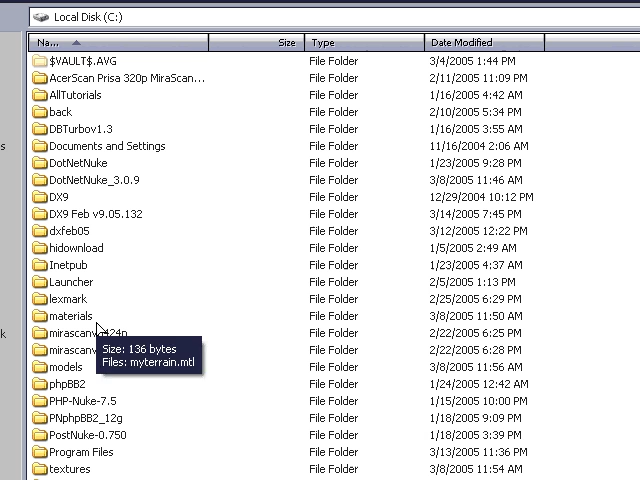 Local Disk (C:)
Na... Size Type Date Modified
$VAULT$.AVG File Folder 3/4/2005 1:44 PM
AcerScan Prisa 320p MiraScan... File Folder 2/11/2005 11:09 PM
AllTutorials File Folder 1/16/2005 4:42 AM
back File Folder 2/10/2005 5:34 PM
DBTurbov1.3 File Folder 1/16/2005 3:55 AM
s Documents and Settings File Folder 11/16/2004 2:06 AM
DotNetNuke File Folder 1/23/2005 9:28 PM
DotNetNuke_3.0.9 File Folder 3/8/2005 11:46 AM
DX9 File Folder 12/29/2004 10:12 PM
DX9 Feb v9.05.132 File Folder 3/14/2005 7:45 PM
dxfeb05 File Folder 3/12/2005 12:22 PM
hidownload File Folder 1/5/2005 2:49 AM
Inetpub File Folder 1/23/2005 4:37 AM
Launcher File Folder 2/5/2005 1:13 PM
lexmark File Folder 2/25/2005 6:29 PM
materials File Folder 3/8/2005 11:50 AM
k File Folder 2/22/2005 6:25 PM
Size: 136 bytes
File Folder 2/22/2005 6:28 PM
Files: myterrain.mtl
models File Folder 3/8/2005 11:56 AM
phpBB2 File Folder 1/24/2005 12:42 AM
PHP-Nuke-7.5 File Folder 1/15/2005 10:00 PM
PNphpBB2_12g File Folder 1/18/2005 9:09 PM
PostNuke-0.750 File Folder 1/18/2005 3:39 PM
Program Files File Folder 3/13/2005 11:36 PM
textures File Folder 3/8/2005 11:54 AM